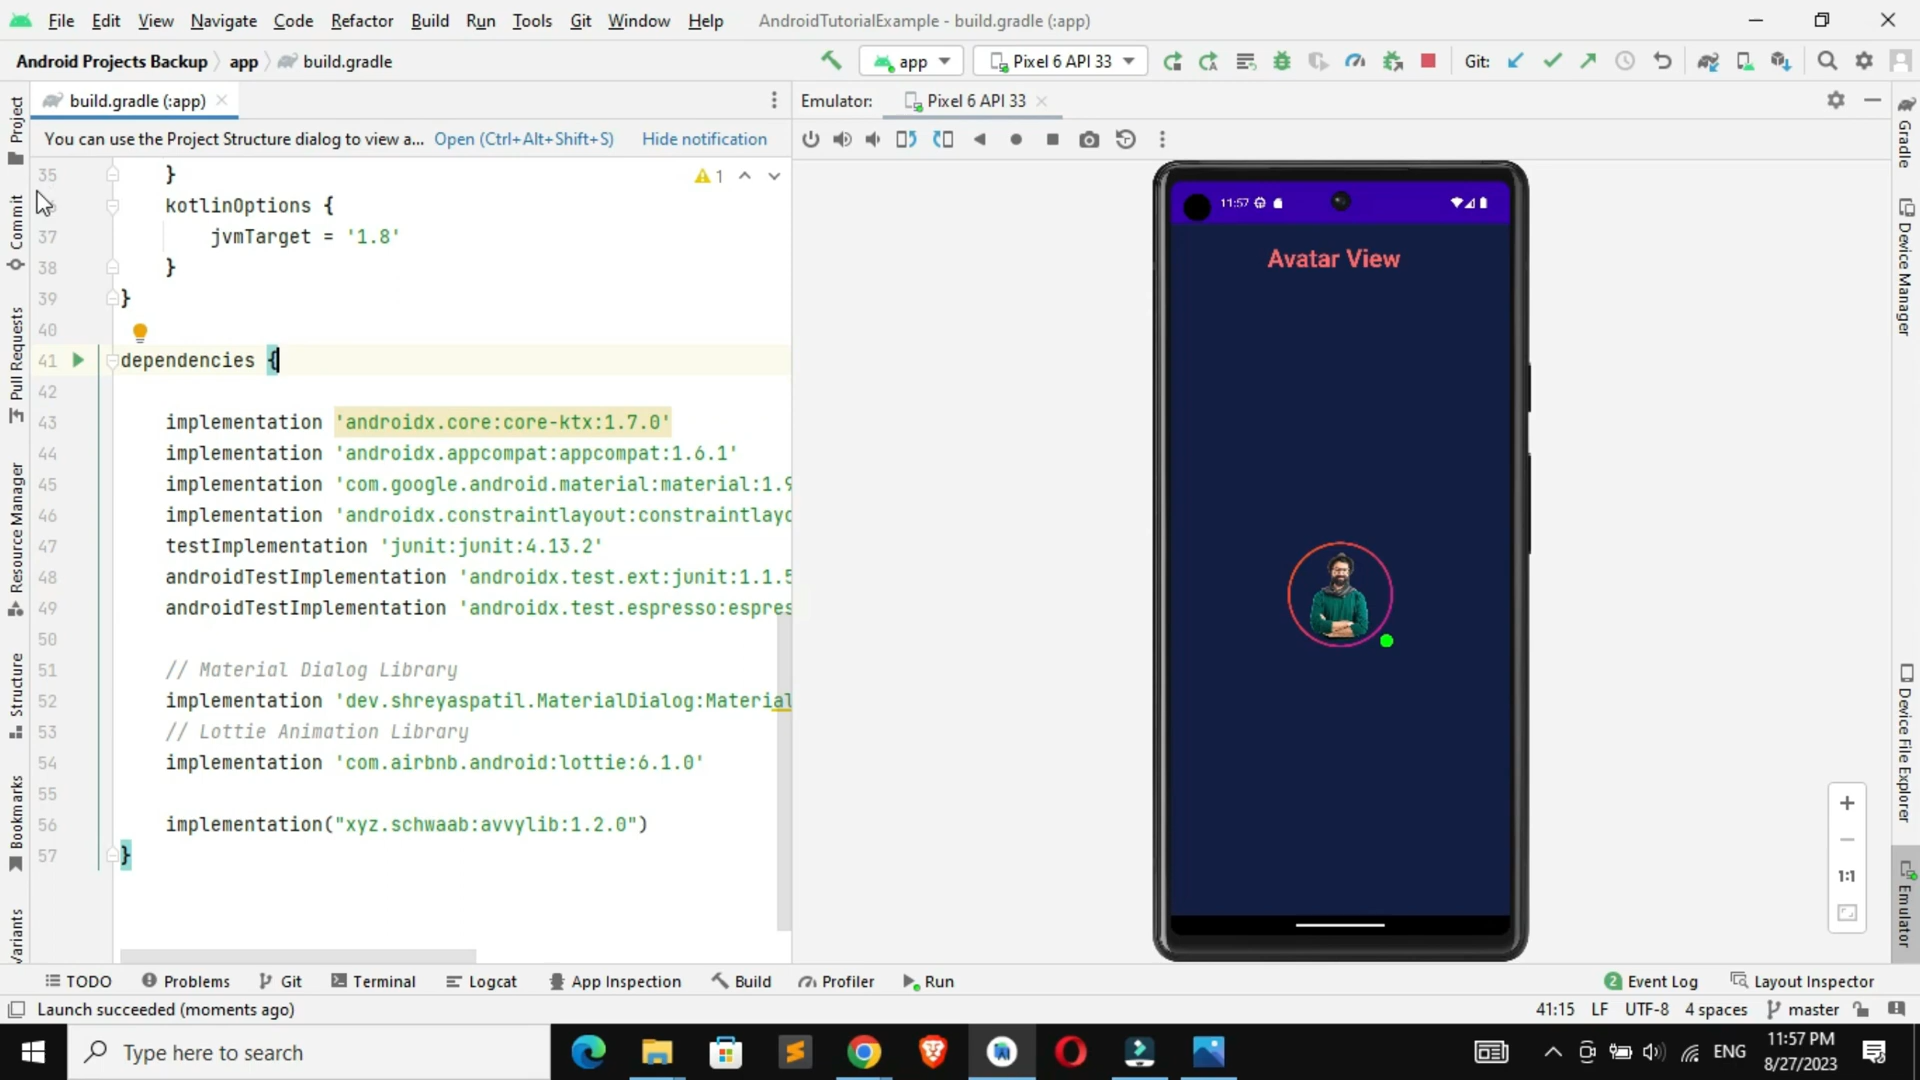 File Edit View Navigate Code Refactor Build Run Tools Git Window Help AndroidTutorialExample - build.gradle (:app)
Android Projects Backup app build.gradle app Pixel 6 API 33 Git:
build.gradle (:app) Emulator: Pixel 6 API 33
You can use the Project Structure dialog to view a... Open (Ctrl+Alt+Shift+S) Hide notification
35 } 1
kotlinOptions {
37 jvmTarget = '1.8'
38 }
39 }
40
41 dependencies {
42
43 implementation 'androidx.core:core-ktx:1.7.0'
44 implementation 'androidx.appcompat:appcompat:1.6.1'
45 implementation 'com.google.android.material:material:1.9
46 implementation 'androidx.constraintlayout:constraintlayo
47 testImplementation 'junit:junit:4.13.2'
48 androidTestImplementation 'androidx.test.ext:junit:1.1.5
49 androidTestImplementation 'androidx.test.espresso:espres
50
51 // Material Dialog Library
52 implementation 'dev.shreyaspatil.MaterialDialog:Material
53 // Lottie Animation Library
54 implementation 'com.airbnb.android:lottie:6.1.0'
55
56 implementation("xyz.schwaab:avvylib:1.2.0")
57 }
Project
Commit
Pull Requests
Resource Manager
Structure
Bookmarks
Variants
11:57
Avatar View
1:1
Gradle
Device Manager
Device File Explorer
Emulator
TODO Problems Git Terminal Logcat App Inspection Build Profiler Run 2 Event Log Layout Inspector
Launch succeeded (moments ago) 41:15 LF UTF-8 4 spaces master
Type here to search ENG 11:57 PM
8/27/2023